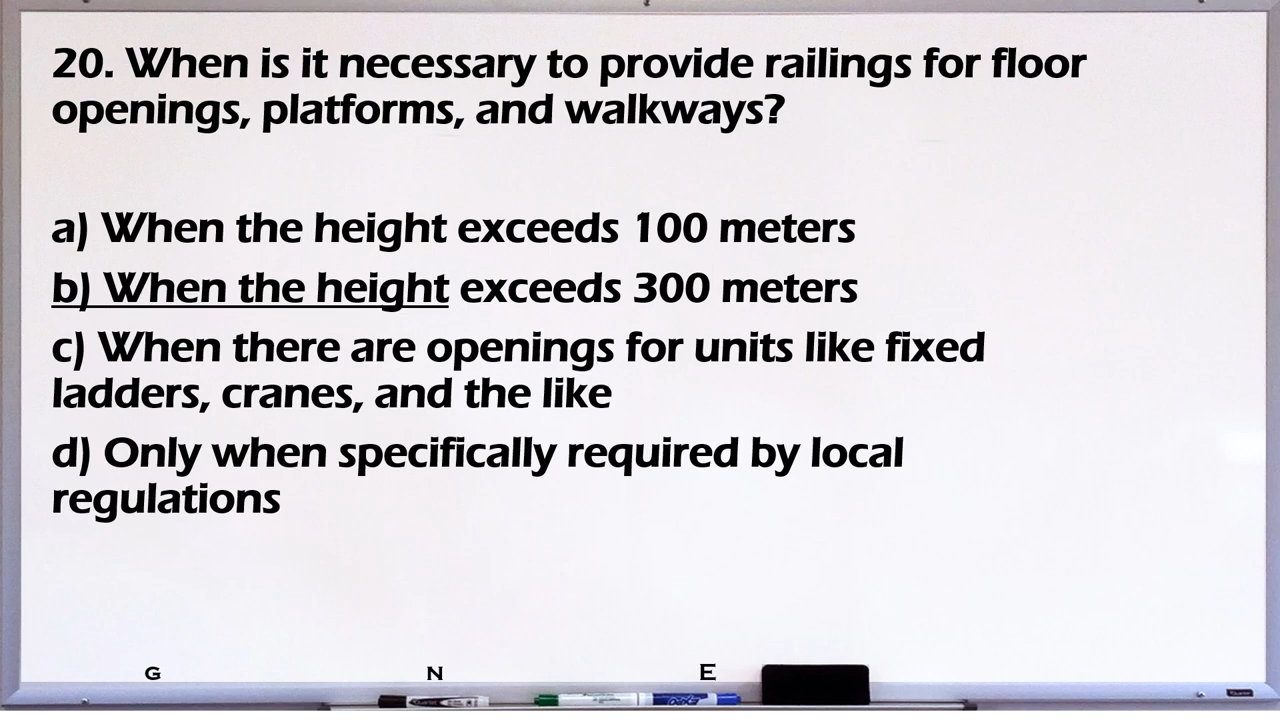 20. When is it necessary to provide railings for floor
openings, platforms, and walkways?
a) When the height exceeds 100 meters
b) When the height exceeds 300 meters
c) When there are openings for units like fixed
ladders, cranes, and the like
d) Only when specifically required by local
regulations
G N E